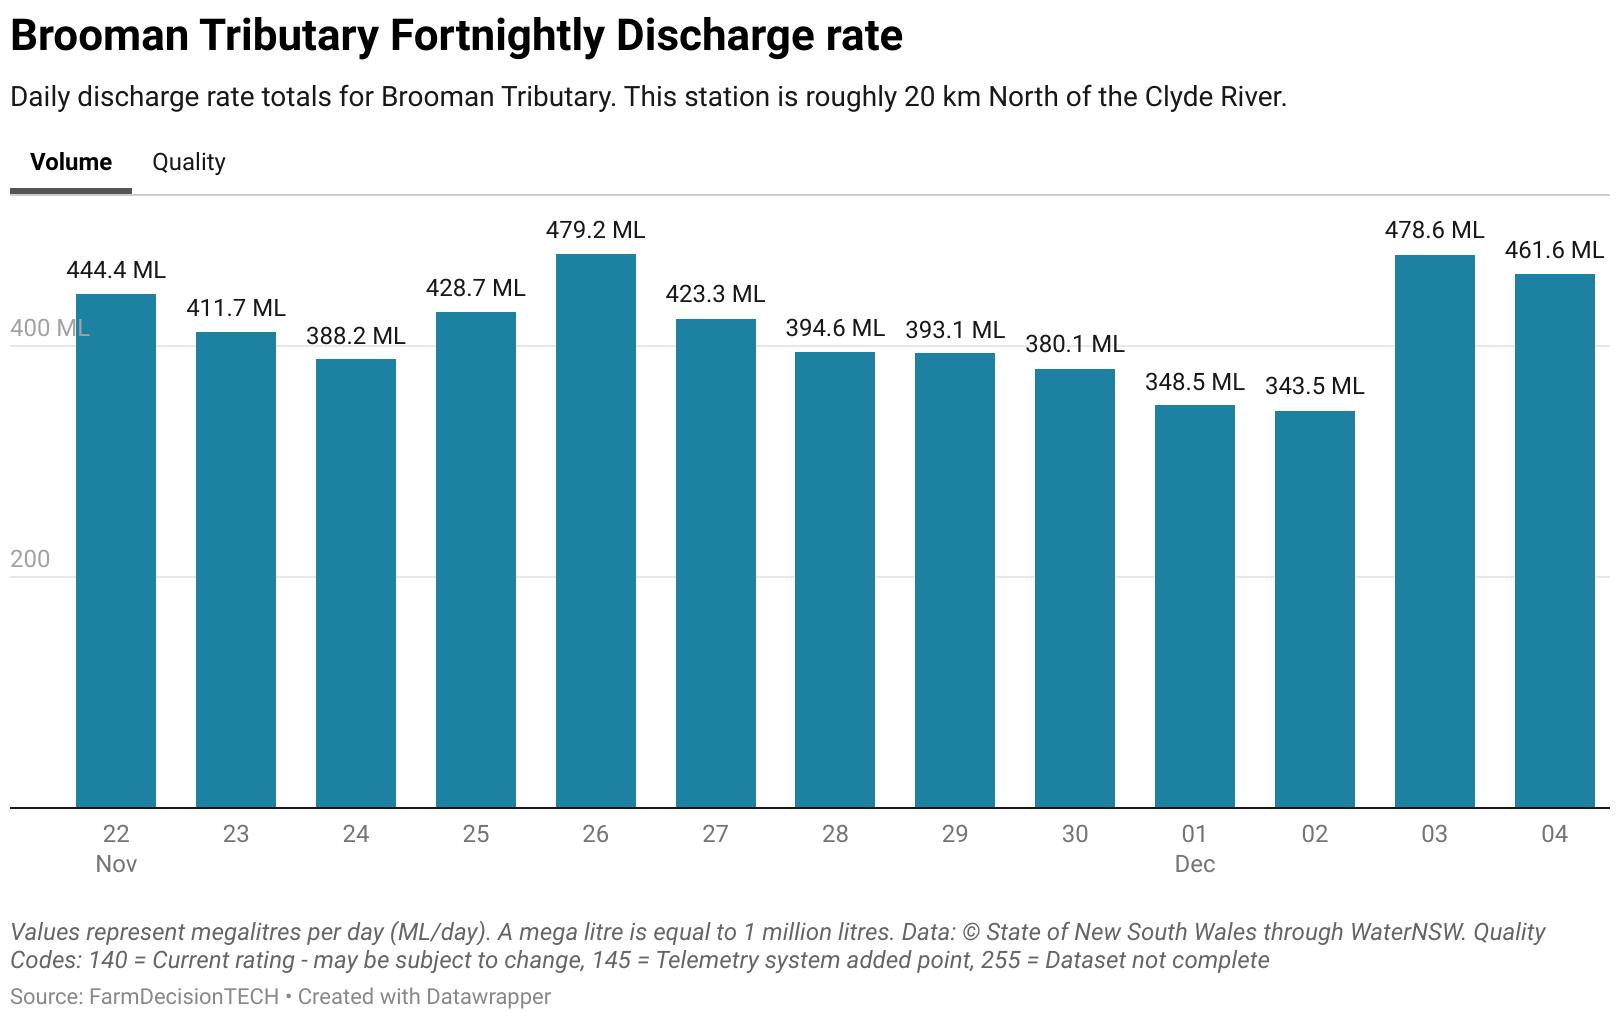 Brooman Tributary Fortnightly Discharge rate
Daily discharge rate totals for Brooman Tributary. This station is roughly 20 km North of the Clyde River.
Volume Quality
479.2 ML 478.6 ML
461.6 ML
444.4 ML
428.7 ML 423.3 ML
411.7 ML
400 ML 388.2 ML 394.6 ML 393.1 ML
380.1 ML
348.5 ML 343.5 ML
200
22 23 24 25 26 27 28 29 30 01 02 03 04
Nov Dec
Values represent megalitres per day (ML/day). A mega litre is equal to 1 million litres. Data: © State of New South Wales through WaterNSW. Quality
Codes: 140 = Current rating - may be subject to change, 145 = Telemetry system added point, 255 = Dataset not complete
Source: FarmDecisionTECH • Created with Datawrapper